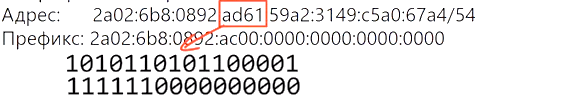 Адрес: 2a02:6b8:0892:ad61:59a2:3149:c5a0:67a4/54
Префикс: 2a02:6b8:0892:ac00:0000:0000:0000:0000
1010110101100001
1111110000000000